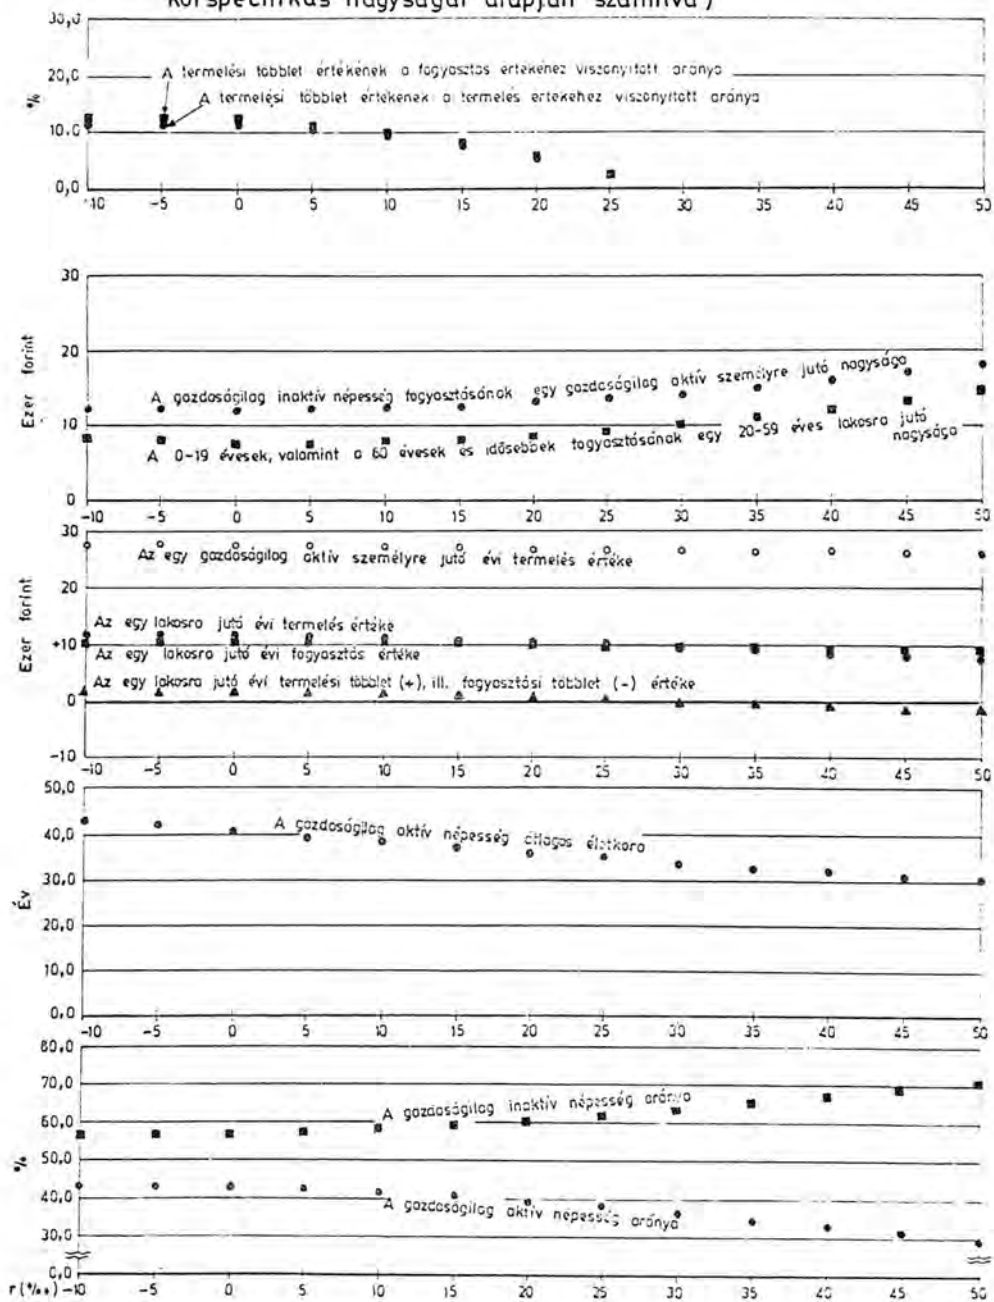 korspecifikus nagyságai alapján számítva)
30,0
20,0
10,0
0,0
%
A termelési többlet értékének a fogyasztás értékéhez viszonyított aránya
A termelési többlet értékének a termelés értékéhez viszonyított aránya
-10 -5 0 5 10 15 20 25 30 35 40 45 50
30
20
10
0
Ezer forint
A gazdaságilag inaktív népesség fogyasztásának egy gazdaságilag aktív személyre jutó nagysága
A 0-19 évesek, valamint a 60 évesek és idősebbek fogyasztásának egy 20-59 éves lakosra jutó
nagysága
-10 -5 0 5 10 15 20 25 30 35 40 45 50
30
20
+10
0
-10
Ezer forint
Az egy gazdaságilag aktív személyre jutó évi termelés értéke
Az egy lakosra jutó évi termelés értéke
Az egy lakosra jutó évi fogyasztás értéke
Az egy lakosra jutó évi termelési többlet (+), ill. fogyasztási többlet (-) értéke
-10 -5 0 5 10 15 20 25 30 35 40 45 50
50,0
40,0
30,0
20,0
10,0
0,0
Év
A gazdaságilag aktív népesség átlagos életkora
-10 -5 0 5 10 15 20 25 30 35 40 45 50
80,0
70,0
60,0
50,0
40,0
30,0
0,0
%
A gazdaságilag inaktív népesség aránya
A gazdaságilag aktív népesség aránya
r (‰) -10 -5 0 5 10 15 20 25 30 35 40 45 50